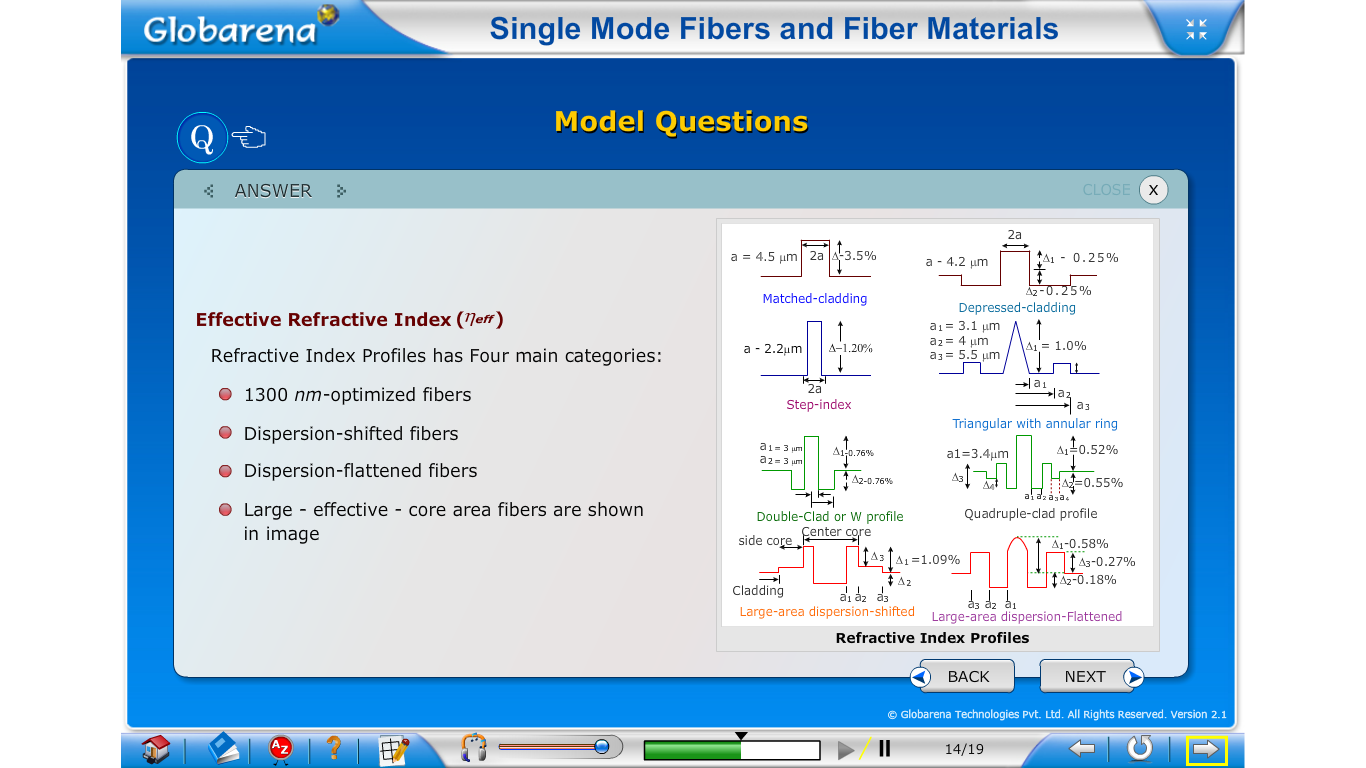 Globarena
Single Mode Fibers and Fiber Materials
Model Questions
Q
ANSWER
CLOSE X
Effective Refractive Index (ηeff)
Refractive Index Profiles has Four main categories:
1300 nm-optimized fibers
Dispersion-shifted fibers
Dispersion-flattened fibers
Large - effective - core area fibers are shown
in image
a = 4.5 μm 2a Δ-3.5%
Matched-cladding
2a
a - 4.2 μm Δ1 - 0.25%
Δ2-0.25%
Depressed-cladding
a - 2.2μm Δ-1.20%
2a
Step-index
a1 = 3.1 μm
a2 = 4 μm
a3 = 5.5 μm
Δ1 = 1.0%
a1
a2
a3
Triangular with annular ring
a1 = 3 μm
a2 = 3 μm
Δ1-0.76%
Δ2-0.76%
Double-Clad or W profile
a1=3.4μm Δ1=0.52%
Δ3 Δ4 Δ2=0.55%
a1 a2 a3 a4
Quadruple-clad profile
Center core
side core
Δ3 Δ1=1.09%
Δ2
Cladding
a1 a2 a3
Large-area dispersion-shifted
Δ1-0.58%
Δ3-0.27%
Δ2-0.18%
a3 a2 a1
Large-area dispersion-Flattened
Refractive Index Profiles
BACK NEXT
© Globarena Technologies Pvt. Ltd. All Rights Reserved. Version 2.1
AZ ? 14/19